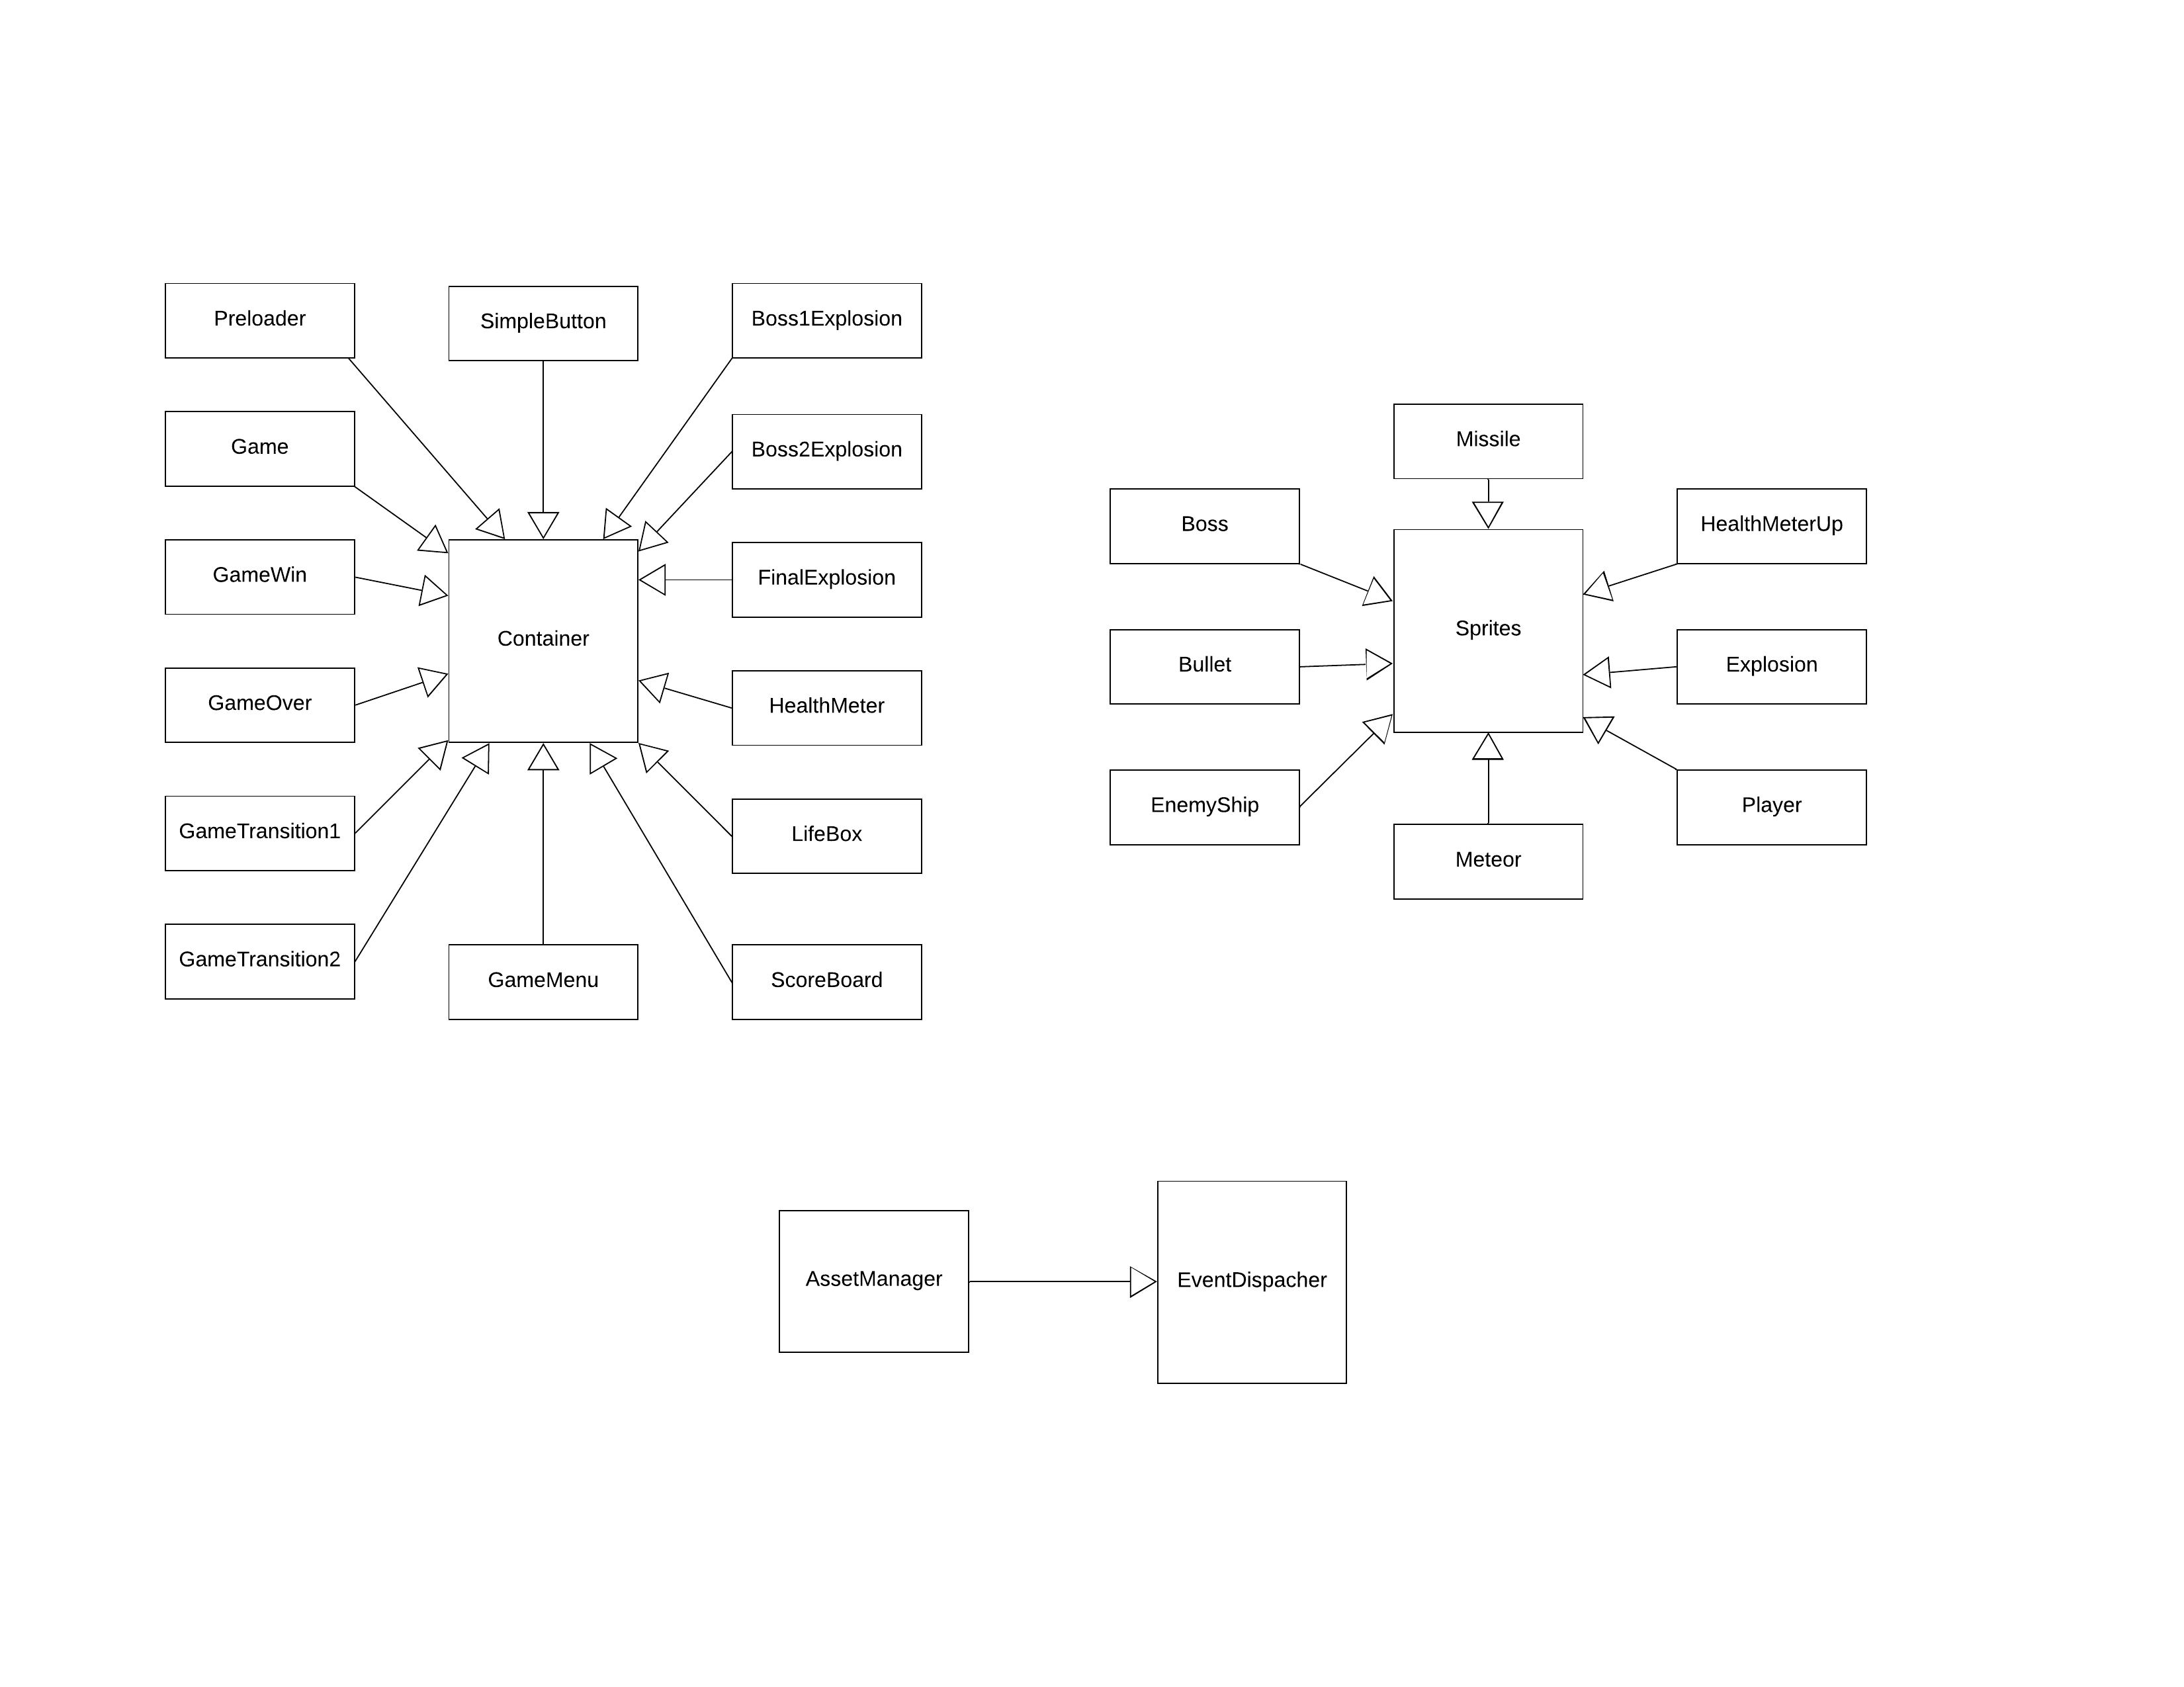 Preloader
SimpleButton
Boss1Explosion
Game
Boss2Explosion
GameWin
FinalExplosion
Container
GameOver
HealthMeter
GameTransition1
LifeBox
GameTransition2
GameMenu
ScoreBoard
Missile
Boss
HealthMeterUp
Sprites
Bullet
Explosion
EnemyShip
Player
Meteor
AssetManager
EventDispacher